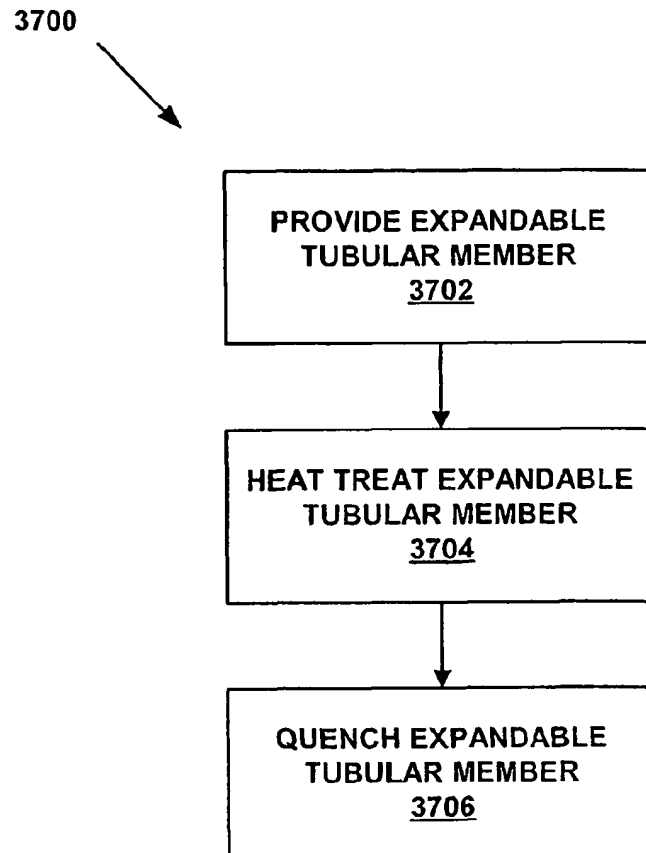 3700
PROVIDE EXPANDABLE
TUBULAR MEMBER
3702
HEAT TREAT EXPANDABLE
TUBULAR MEMBER
3704
QUENCH EXPANDABLE
TUBULAR MEMBER
3706